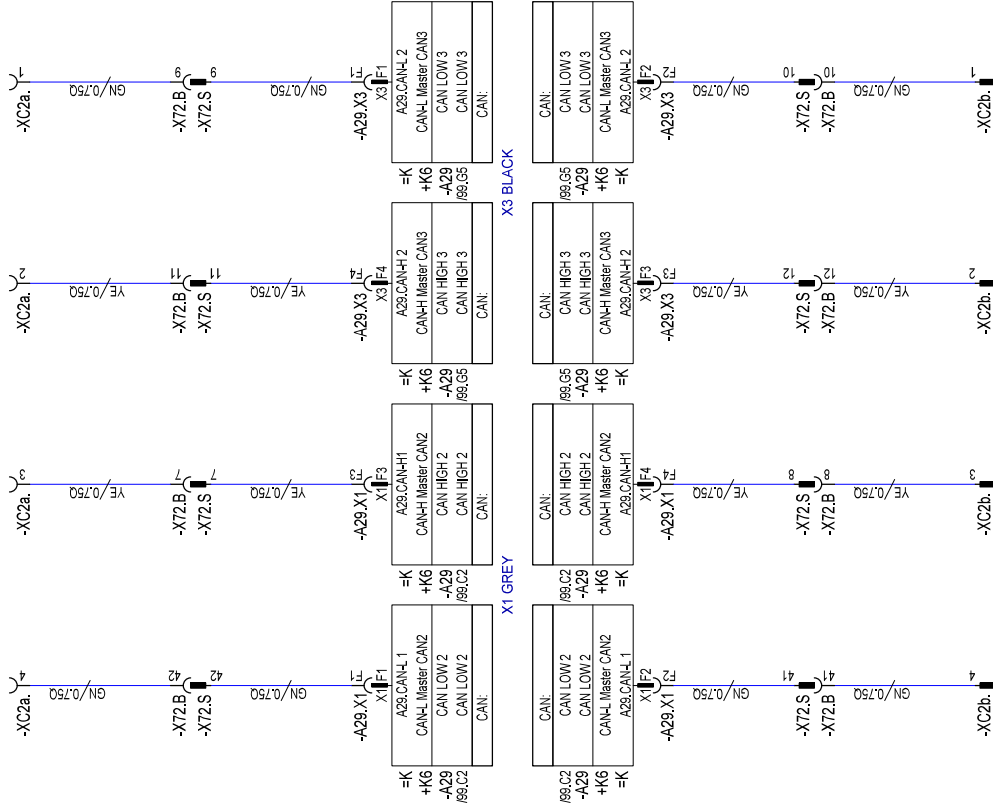 1
-XC2a.
GN/0.75Q
9
-X72.B
9
-X72.S
GN/0.75Q
F1
-A29.X3
F1
X3
A29.CAN-L 2
CAN-L Master CAN3
CAN LOW 3
CAN LOW 3
CAN:
=K
+K6
-A29
/99.G5
2
-XC2a.
YE/0.75Q
11
-X72.B
11
-X72.S
YE/0.75Q
F4
-A29.X3
F4
X3
A29.CAN-H 2
CAN-H Master CAN3
CAN HIGH 3
CAN HIGH 3
CAN:
=K
+K6
-A29
/99.G5
3
-XC2a.
YE/0.75Q
7
-X72.B
7
-X72.S
YE/0.75Q
F3
-A29.X1
F3
X1
A29.CAN-H1
CAN-H Master CAN2
CAN HIGH 2
CAN HIGH 2
CAN:
=K
+K6
-A29
/99.C2
4
-XC2a.
GN/0.75Q
42
-X72.B
42
-X72.S
GN/0.75Q
F1
-A29.X1
F1
X1
A29.CAN-L 1
CAN-L Master CAN2
CAN LOW 2
CAN LOW 2
CAN:
=K
+K6
-A29
/99.C2
X3 BLACK
X1 GREY
CAN:
CAN LOW 3
CAN LOW 3
CAN-L Master CAN3
A29.CAN-L 2
/99.G5
-A29
+K6
=K
X3
F2
F2
-A29.X3
GN/0.75Q
10
-X72.S
10
-X72.B
GN/0.75Q
1
-XC2b.
CAN:
CAN HIGH 3
CAN HIGH 3
CAN-H Master CAN3
A29.CAN-H 2
/99.G5
-A29
+K6
=K
X3
F3
F3
-A29.X3
YE/0.75Q
12
-X72.S
12
-X72.B
YE/0.75Q
2
-XC2b.
CAN:
CAN HIGH 2
CAN HIGH 2
CAN-H Master CAN2
A29.CAN-H1
/99.C2
-A29
+K6
=K
X1
F4
F4
-A29.X1
YE/0.75Q
8
-X72.S
8
-X72.B
YE/0.75Q
3
-XC2b.
CAN:
CAN LOW 2
CAN LOW 2
CAN-L Master CAN2
A29.CAN-L 1
/99.C2
-A29
+K6
=K
X1
F2
F2
-A29.X1
GN/0.75Q
41
-X72.S
41
-X72.B
GN/0.75Q
4
-XC2b.